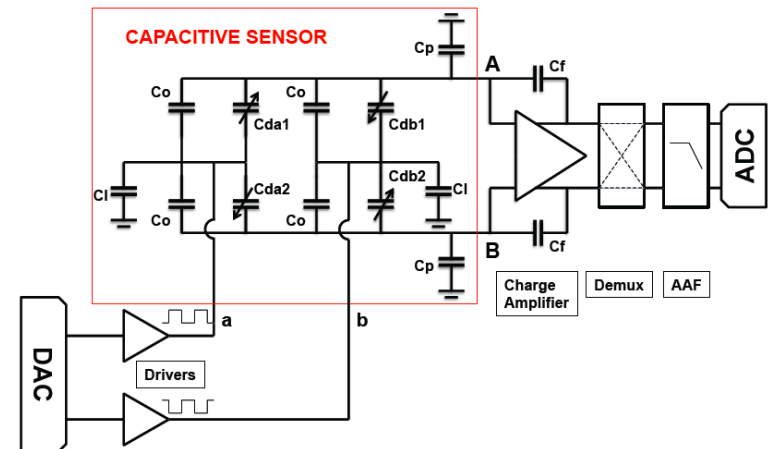 CAPACITIVE SENSOR
Cp
A
Cf
Co
Co
Cda1
Cdb1
Cl
Cda2
Cdb2
Cl
Co
Co
B
Cf
Cp
ADC
Charge
Amplifier
Demux
AAF
a
b
DAC
Drivers